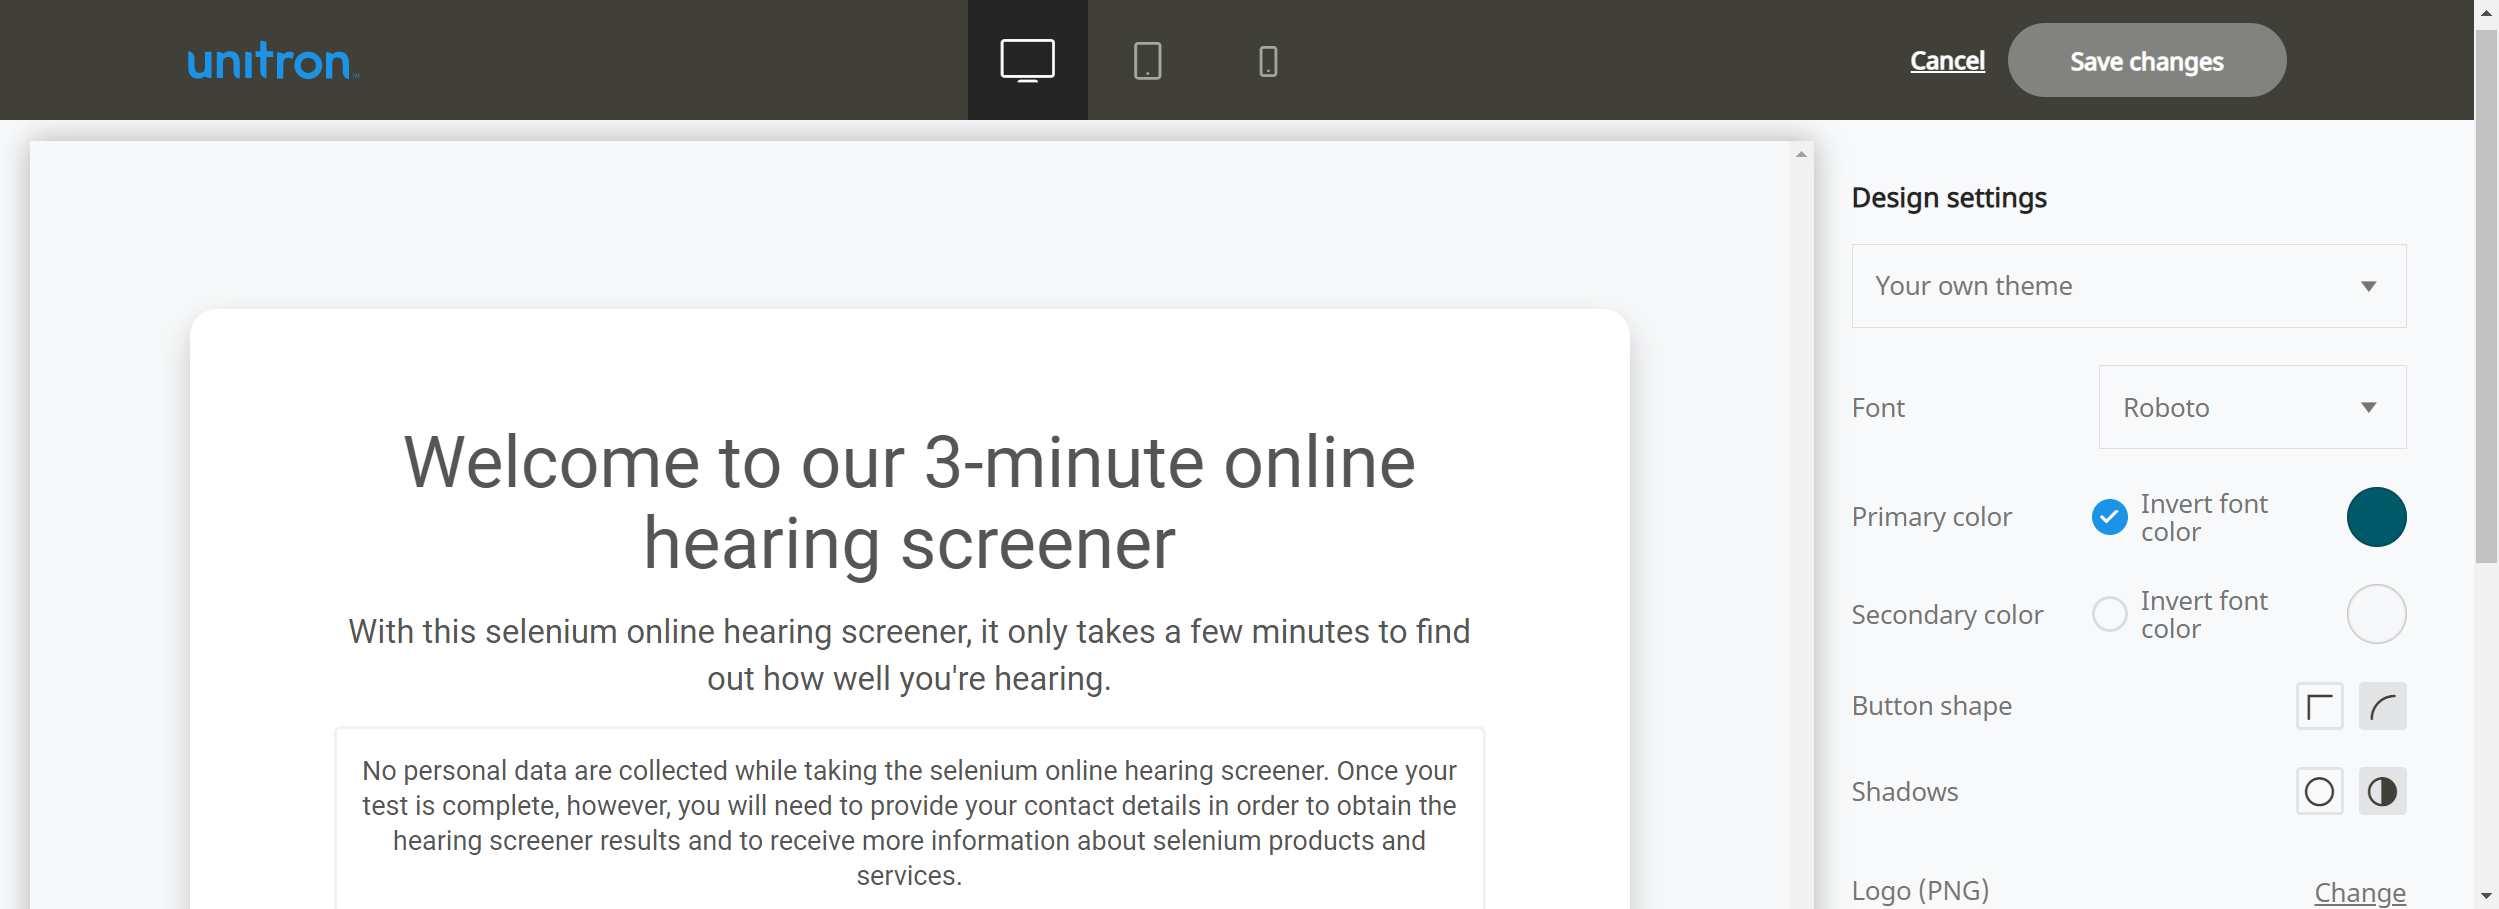 unitron™
Cancel
Save changes
Welcome to our 3-minute online
hearing screener
With this selenium online hearing screener, it only takes a few minutes to find
out how well you're hearing.
No personal data are collected while taking the selenium online hearing screener. Once your
test is complete, however, you will need to provide your contact details in order to obtain the
hearing screener results and to receive more information about selenium products and
services.
Design settings
Your own theme
Font
Roboto
Primary color
Invert font
color
Secondary color
Invert font
color
Button shape
Shadows
Logo (PNG)
Change